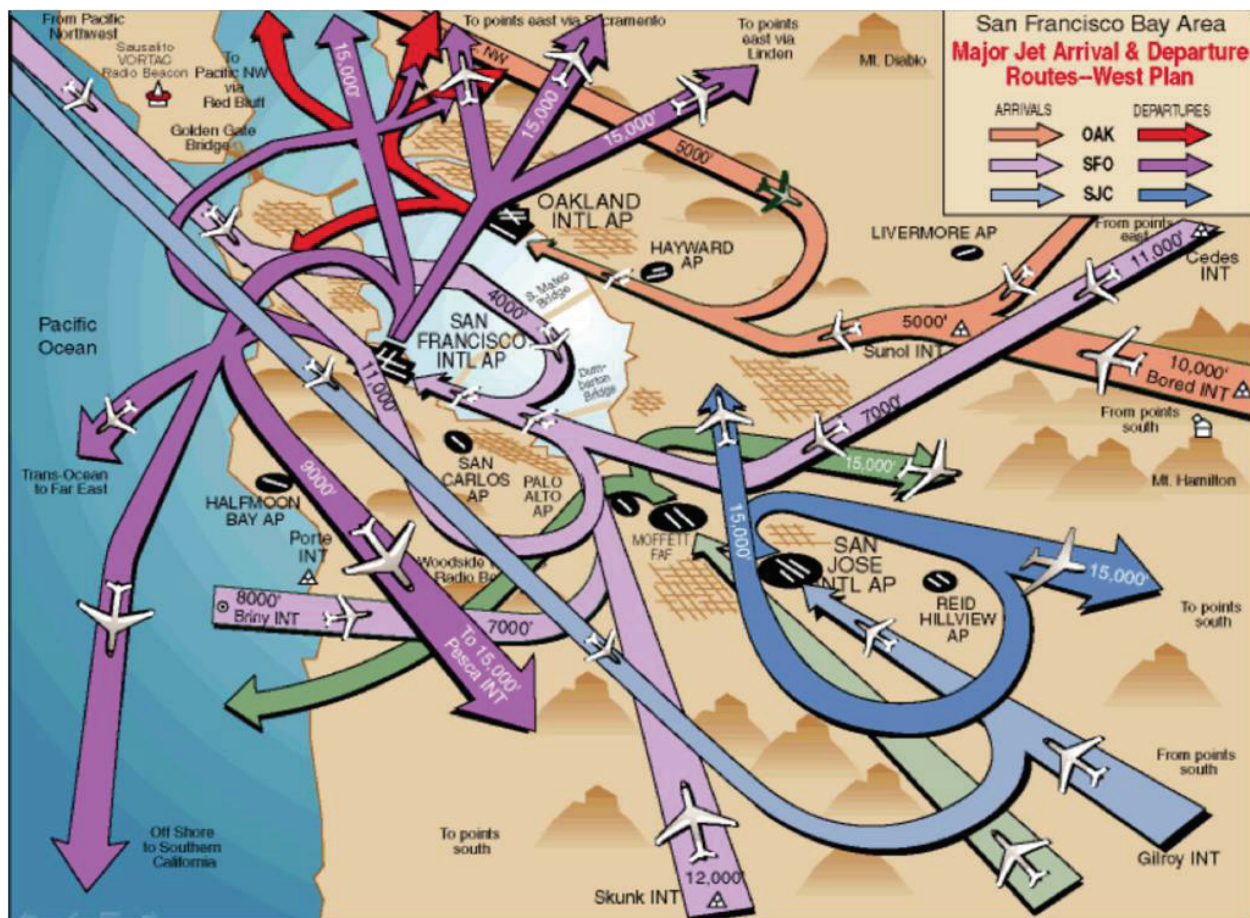 From Pacific
Northwest
Sausalito
VORTAC
Radio Beacon
To
Pacific NW
via
Red Bluff
Golden Gate
Bridge
To points east via Sacramento
NW
To points
east via
Linden
Mt. Diablo
San Francisco Bay Area
Major Jet Arrival & Departure
Routes--West Plan
ARRIVALS
DEPARTURES
OAK
SFO
SJC
15,000'
15,000'
15,000'
5000'
OAKLAND
INTL AP
HAYWARD
AP
LIVERMORE AP
From points
east
11,000'
Cedes
INT
S. Mateo
Bridge
4000'
Pacific
Ocean
SAN
FRANCISCO
INTL AP
11,000'
Dum-
barton
Bridge
5000'
Sunol INT
10,000'
Bored INT
7000'
From points
south
Mt. Hamilton
Trans-Ocean
to Far East
9000'
SAN
CARLOS
AP
PALO
ALTO AP
15,000'
HALFMOON
BAY AP
Porte
INT
MOFFETT
FAF
15,000'
SAN
JOSE
INTL AP
15,000'
Woodside
Radio
REID
HILLVIEW
AP
To points
south
8000'
Briny INT
7000'
To 15,000'
Pesca INT
From points
south
Off Shore
to Southern
California
To points
south
Skunk INT
12,000'
Gilroy INT